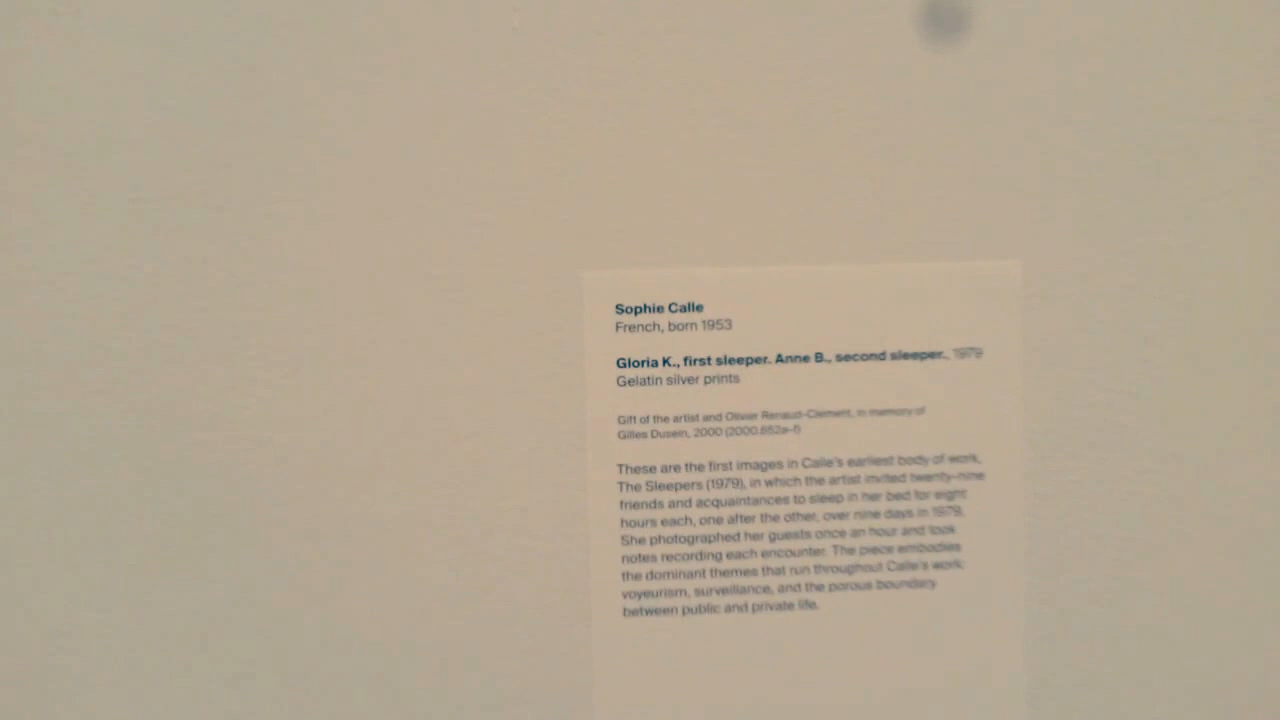 Sophie Calle
French, born 1953
Gloria K., first sleeper. Anne B., second sleeper., 1979
Gelatin silver prints
Gift of the artist and Olivier Renaud-Clement, in memory of
Gilles Dusein, 2000 (2000.652a–f)
These are the first images in Calle's earliest body of work,
The Sleepers (1979), in which the artist invited twenty-nine
friends and acquaintances to sleep in her bed for eight
hours each, one after the other, over nine days in 1979.
She photographed her guests once an hour and took
notes recording each encounter. The piece embodies
the dominant themes that run throughout Calle's work:
voyeurism, surveillance, and the porous boundary
between public and private life.